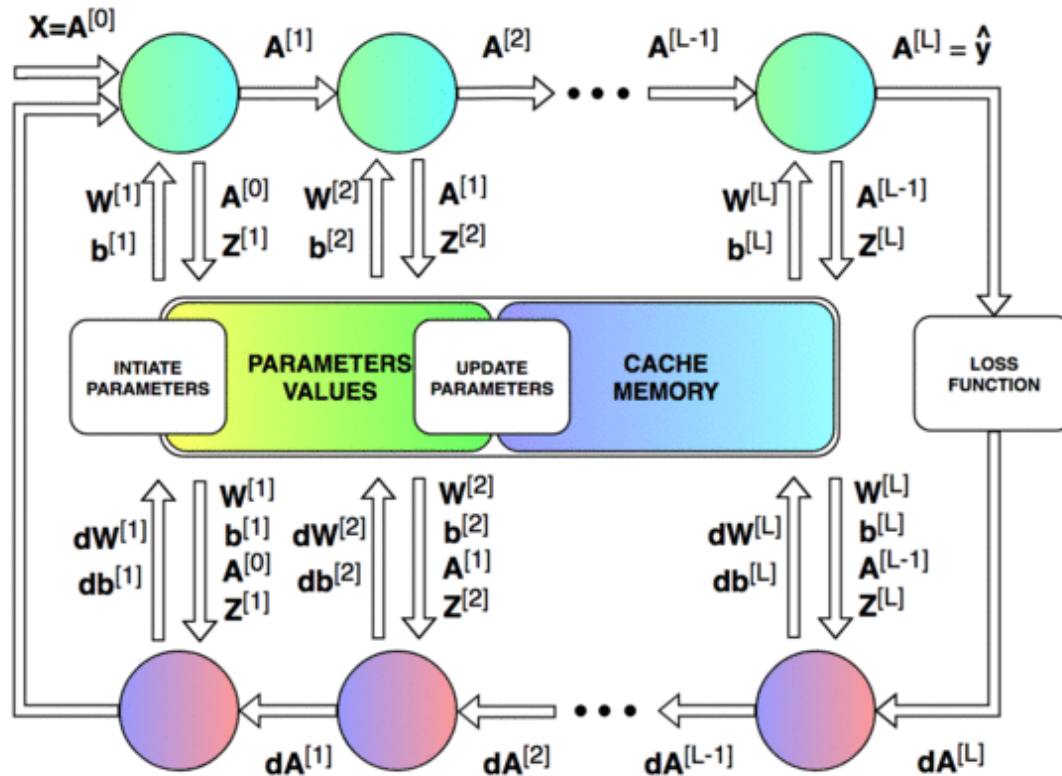 X=A[0]
A[1]
A[2]
A[L-1]
A[L] = ŷ
W[1]
b[1]
A[0]
Z[1]
W[2]
b[2]
A[1]
Z[2]
W[L]
b[L]
A[L-1]
Z[L]
INTIATE
PARAMETERS
PARAMETERS
VALUES
UPDATE
PARAMETERS
CACHE
MEMORY
LOSS
FUNCTION
dW[1]
db[1]
W[1]
b[1]
A[0]
Z[1]
dW[2]
db[2]
W[2]
b[2]
A[1]
Z[2]
dW[L]
db[L]
W[L]
b[L]
A[L-1]
Z[L]
dA[1]
dA[2]
dA[L-1]
dA[L]